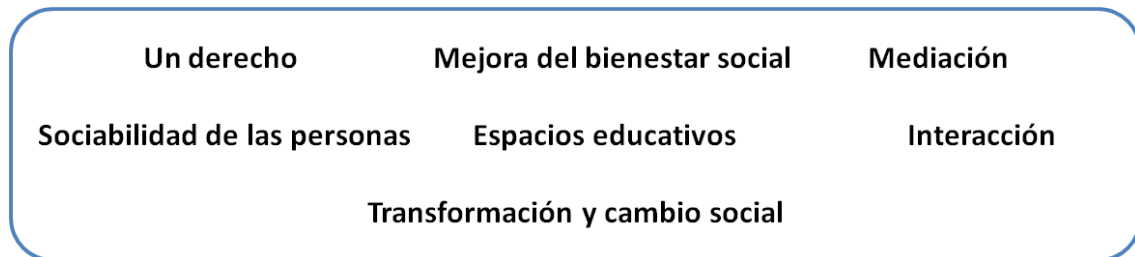 Un derecho Mejora del bienestar social Mediación
Sociabilidad de las personas Espacios educativos Interacción
Transformación y cambio social